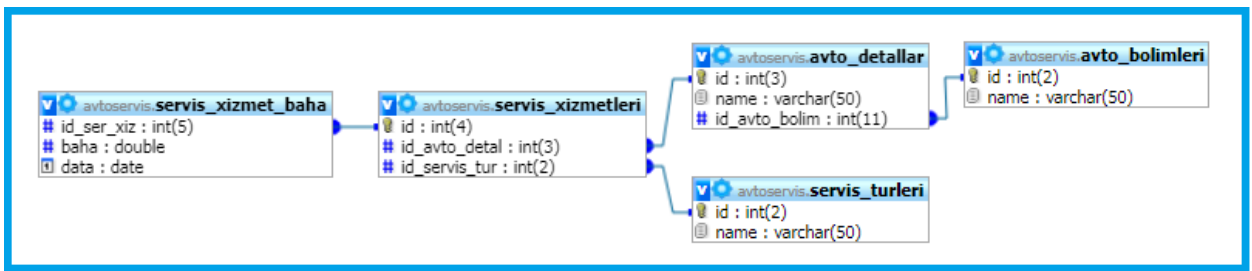 avtoservis.servis_xizmet_baha
id_ser_xiz : int(5)
baha : double
data : date
avtoservis.servis_xizmetleri
id : int(4)
id_avto_detal : int(3)
id_servis_tur : int(2)
avtoservis.avto_detallar
id : int(3)
name : varchar(50)
id_avto_bolim : int(11)
avtoservis.servis_turleri
id : int(2)
name : varchar(50)
avtoservis.avto_bolimleri
id : int(2)
name : varchar(50)